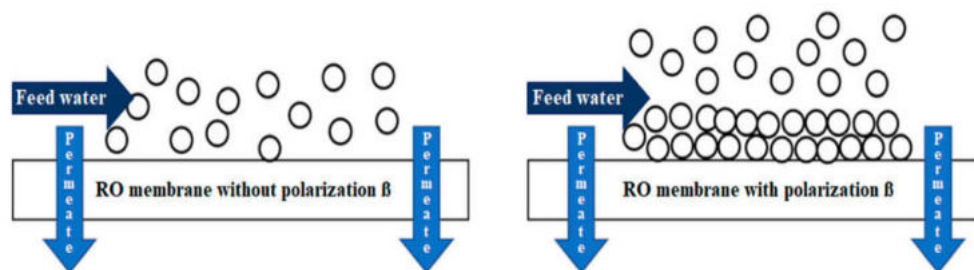 Feed water
Permeate
Permeate
RO membrane without polarization ß
Feed water
Permeate
Permeate
RO membrane with polarization ß